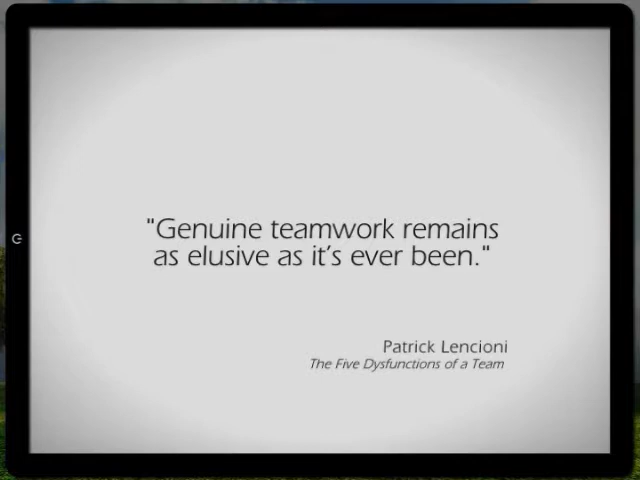 "Genuine teamwork remains
as elusive as it's ever been."
Patrick Lencioni
The Five Dysfunctions of a Team